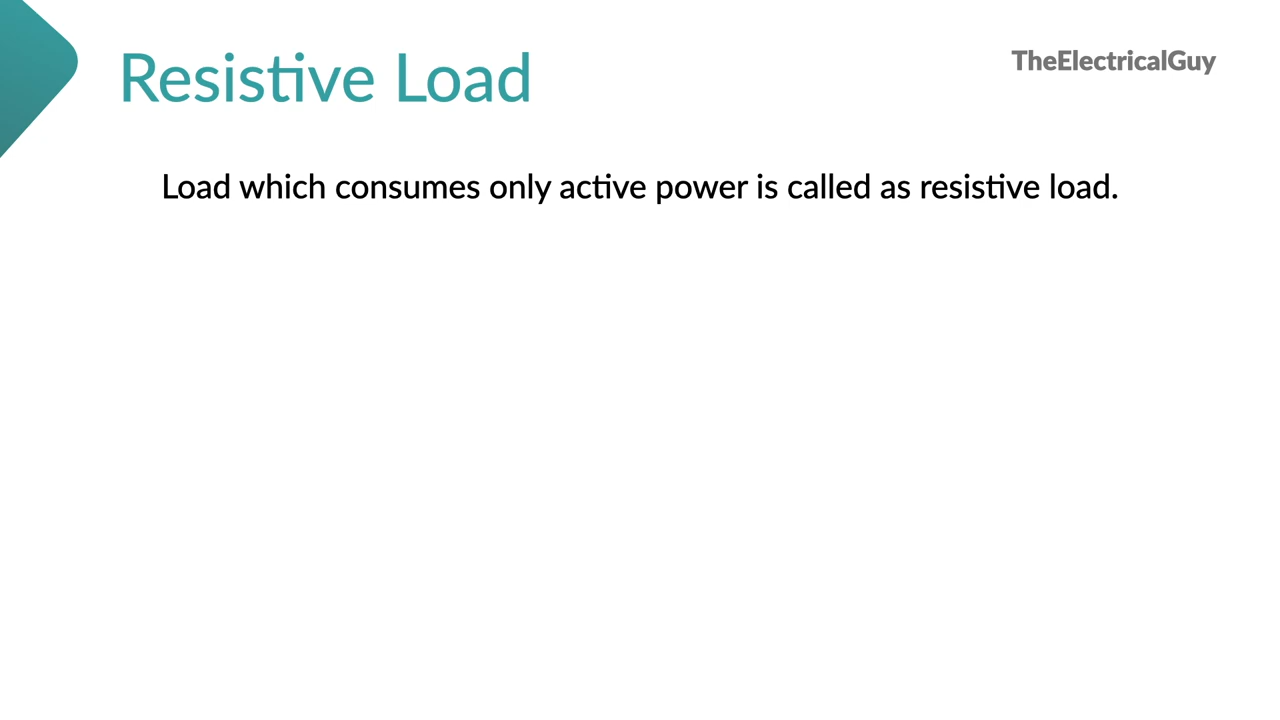 Resistive Load
TheElectricalGuy
Load which consumes only active power is called as resistive load.